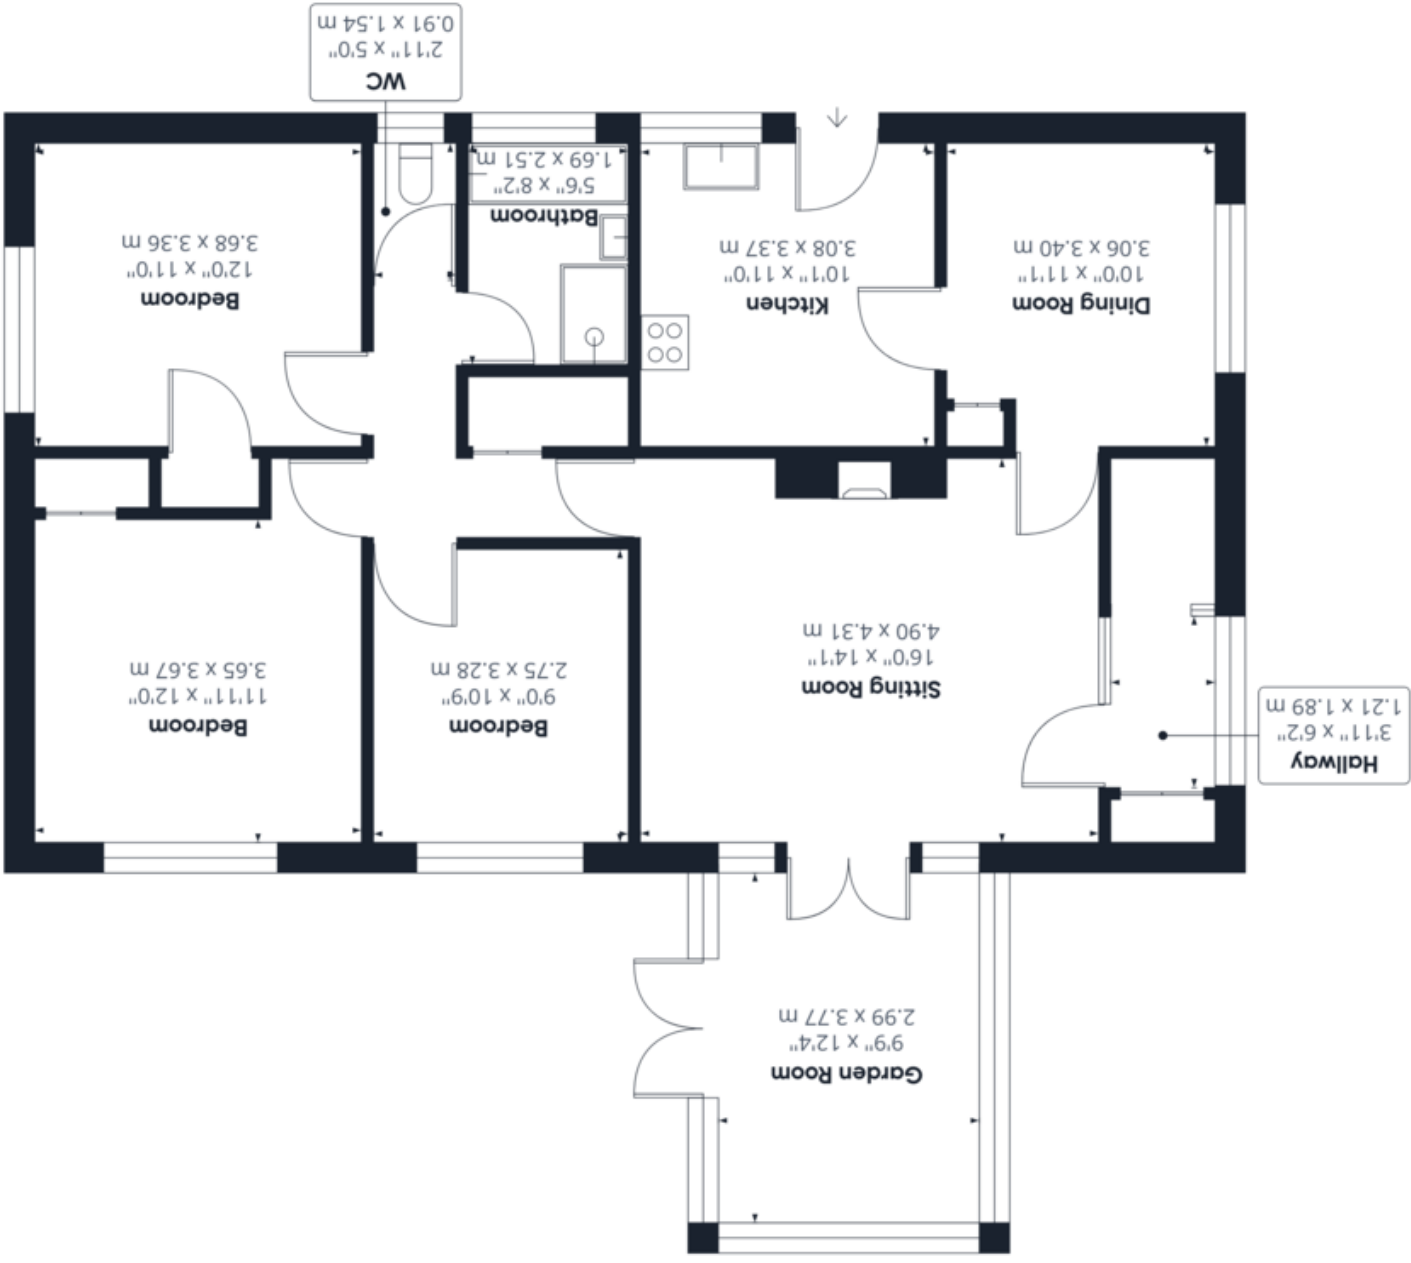 Garden Room
9'9" x 12'4"
2.99 x 3.77 m
Hallway
3'11" x 6'2"
1.21 x 1.89 m
Sitting Room
16'0" x 14'1"
4.90 x 4.31 m
Bedroom
9'0" x 10'9"
2.75 x 3.28 m
Bedroom
11'11" x 12'0"
3.65 x 3.67 m
Dining Room
10'0" x 11'1"
3.06 x 3.40 m
Kitchen
10'1" x 11'0"
3.08 x 3.37 m
Bathroom
5'6" x 8'2"
1.69 x 2.51 m
Bedroom
12'0" x 11'0"
3.68 x 3.36 m
WC
2'11" x 5'0"
0.91 x 1.54 m